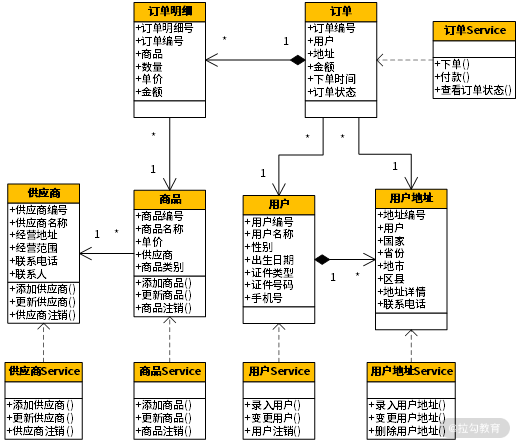 订单明细
+订单明细号
+订单编号
+商品
+数量
+单价
+金额
*
1
订单
+订单编号
+用户
+地址
+金额
+下单时间
+订单状态
订单Service
+下单()
+付款()
+查看订单状态()
*
1
*
1
*
1
供应商
+供应商编号
+供应商名称
+经营地址
+经营范围
+联系电话
+联系人
+添加供应商()
+更新供应商()
+供应商注销()
1
*
商品
+商品编号
+商品名称
+单价
+供应商
+商品类别
+添加商品()
+更新商品()
+商品注销()
用户
+用户编号
+用户名称
+性别
+出生日期
+证件类型
+证件号码
+手机号
1
*
用户地址
+地址编号
+用户
+国家
+省份
+地市
+区县
+地址详情
+联系电话
供应商Service
+添加供应商()
+更新供应商()
+供应商注销()
商品Service
+添加商品()
+更新商品()
+商品注销()
用户Service
+录入用户()
+变更用户()
+用户注销()
用户地址Service
+录入用户地址()
+变更用户地址()
+删除用户地址()
@拉勾教育